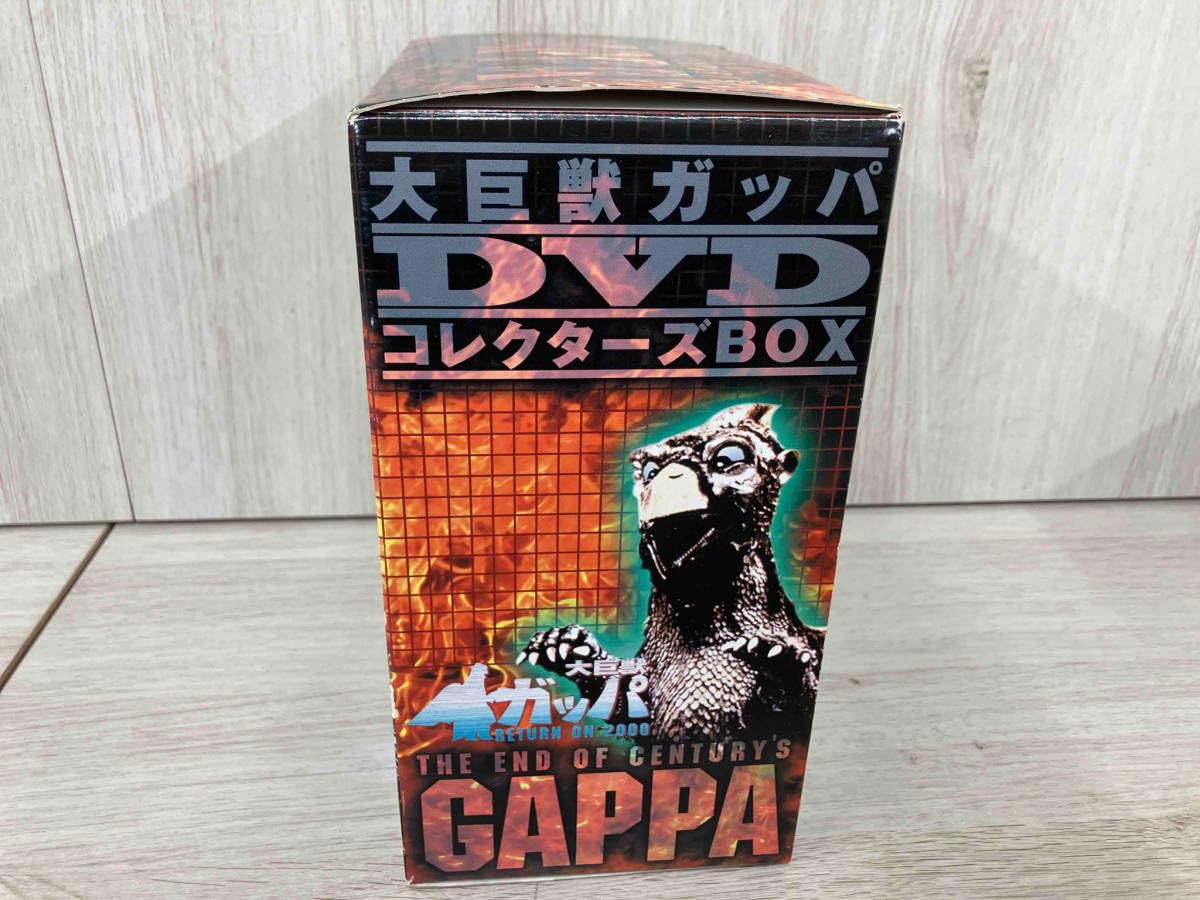 大巨獣ガッパ
DVD
コレクターズBOX
大巨獣
ガッパ
RETURN ON 2000
THE END OF CENTURY'S
GAPPA